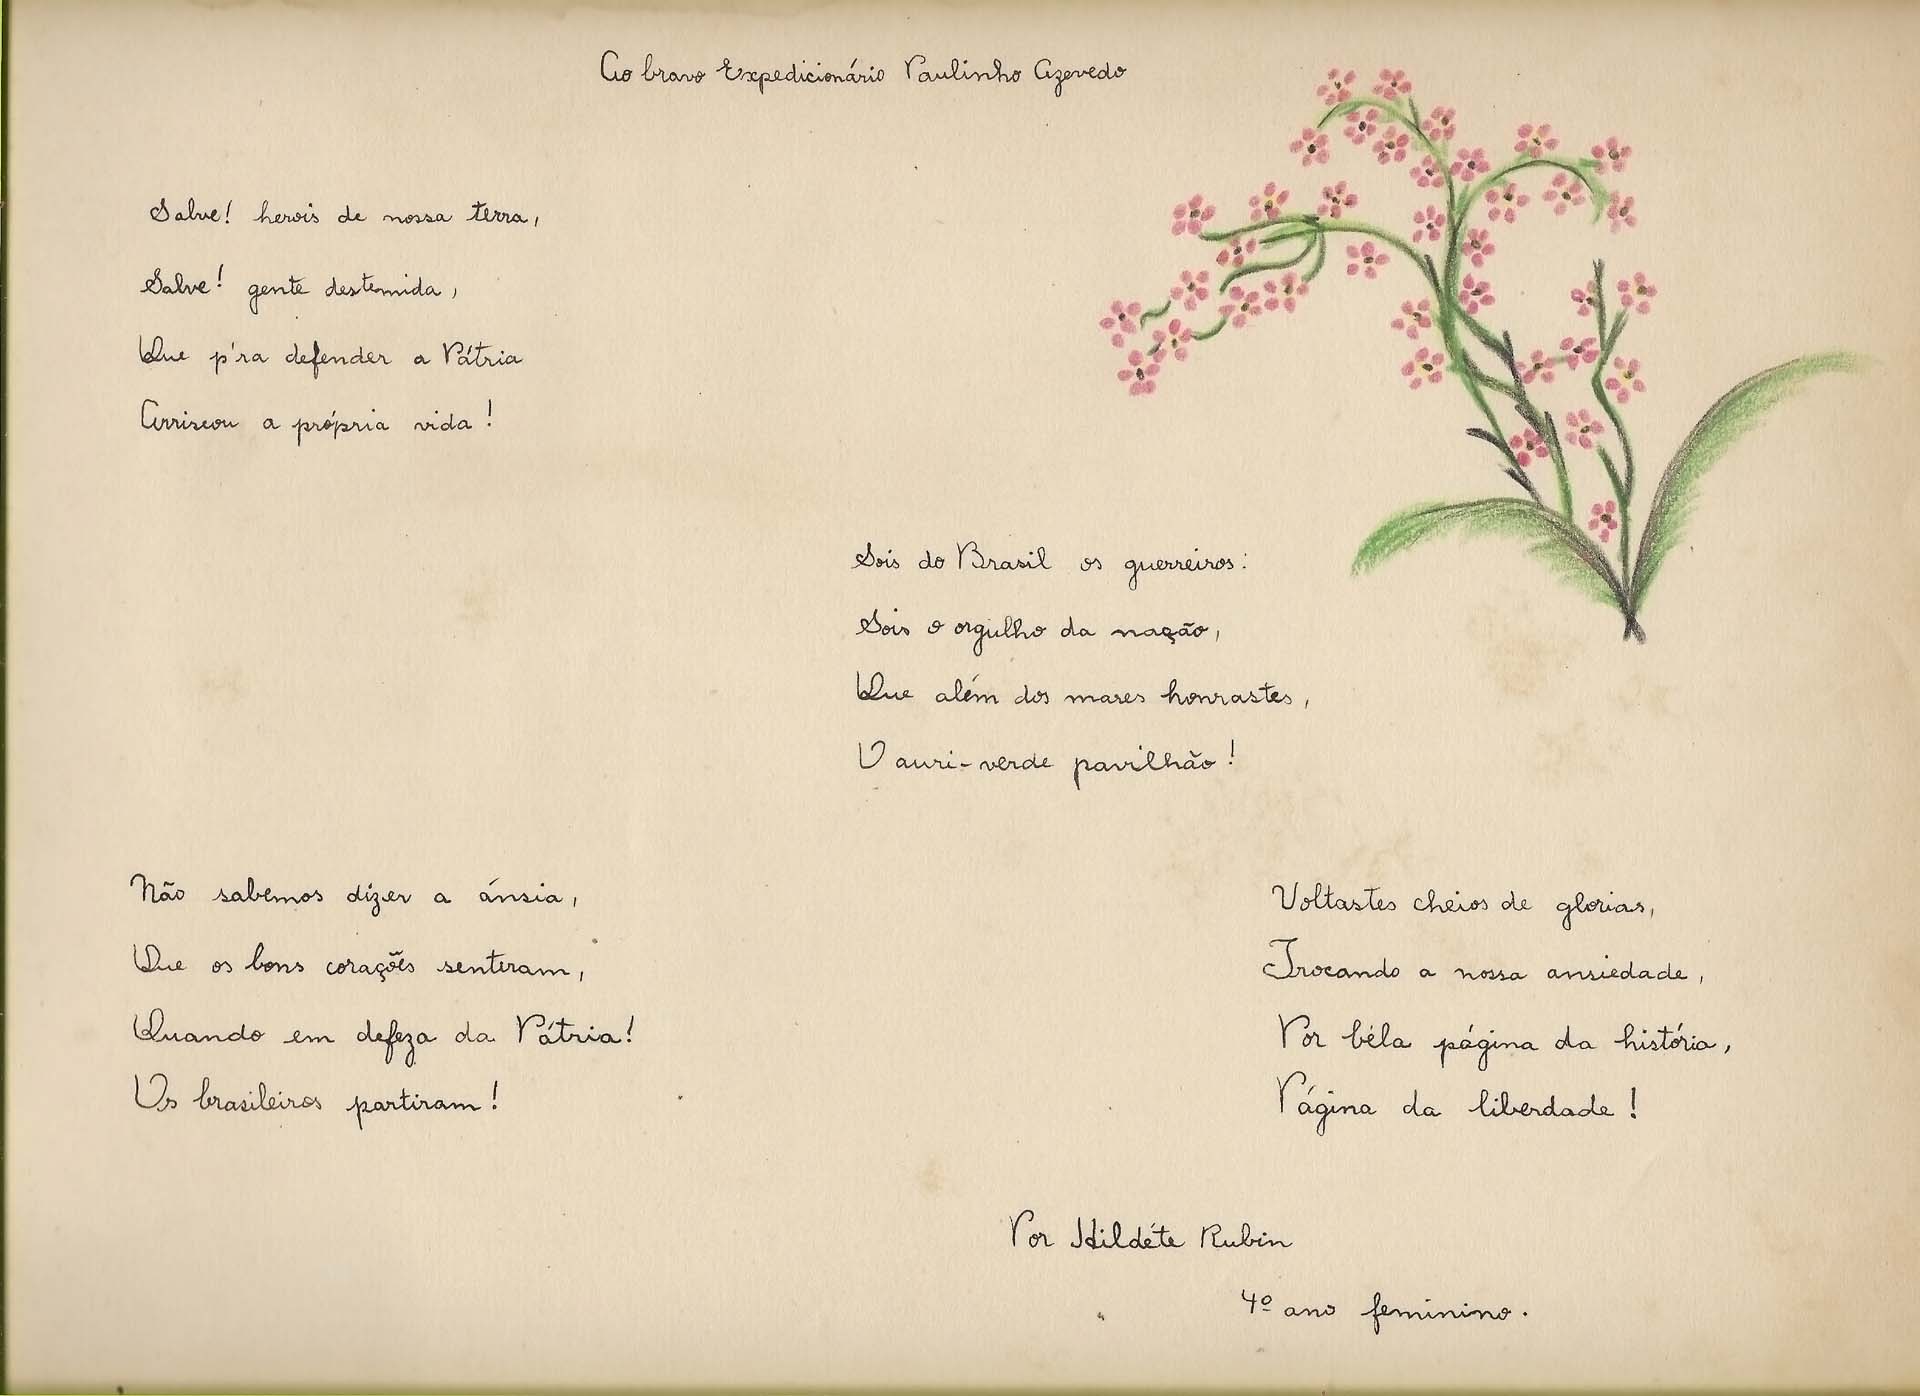 Ao bravo Expedicionário Paulinho Azevedo
Salve! herois de nossa terra,
Salve! gente destemida,
Que p'ra defender a Pátria
Arriscou a própria vida!
Sois do Brasil os guerreiros:
Sois o orgulho da nação,
Que além dos mares honrastes,
O auri-verde pavilhão!
Não sabemos dizer a ánsia,
Que os bons corações sentiram,
Quando em defeza da Pátria!
Os brasileiros partiram!
Voltastes cheios de glorias,
Trocando a nossa ansiedade,
Por béla página da história,
Página da liberdade!
Por Hildéte Rubin
4º ano feminino.